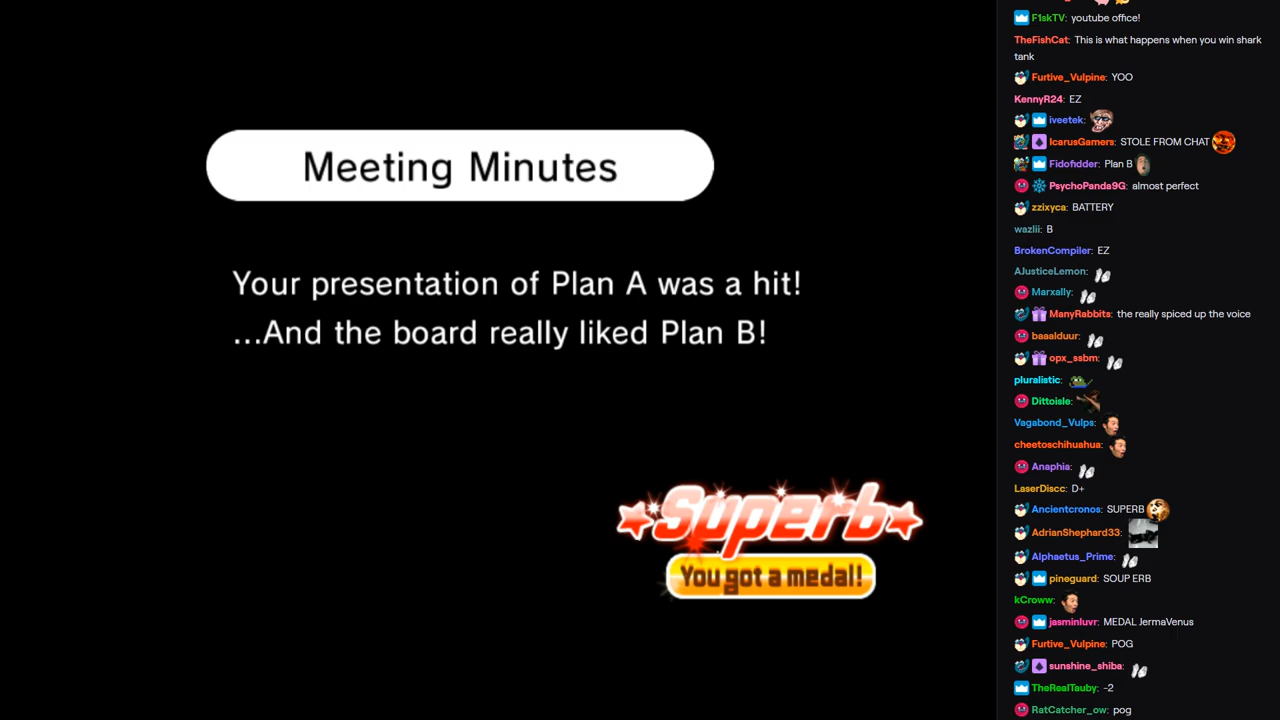 Meeting Minutes
Your presentation of Plan A was a hit!
...And the board really liked Plan B!
Superb
You got a medal!
F1skTV: youtube office!
TheFishCat: This is what happens when you win shark
tank
Furtive_Vulpine: YOO
KennyR24: EZ
iveetek:
IcarusGamers: STOLE FROM CHAT
Fidofidder: Plan B
PsychoPanda9G: almost perfect
zzixyca: BATTERY
wazlii: B
BrokenCompiler: EZ
AJusticeLemon:
Marxally:
ManyRabbits: the really spiced up the voice
baaalduur:
opx_ssbm:
pluralistic:
Dittoisle:
Vagabond_Vulps:
cheetoschihuahua:
Anaphia:
LaserDiscc: D+
Ancientcronos: SUPERB
AdrianShephard33:
Alphaetus_Prime:
pineguard: SOUP ERB
kCroww:
jasminluvr: MEDAL JermaVenus
Furtive_Vulpine: POG
sunshine_shiba:
TheRealTauby: -2
RatCatcher_ow: pog